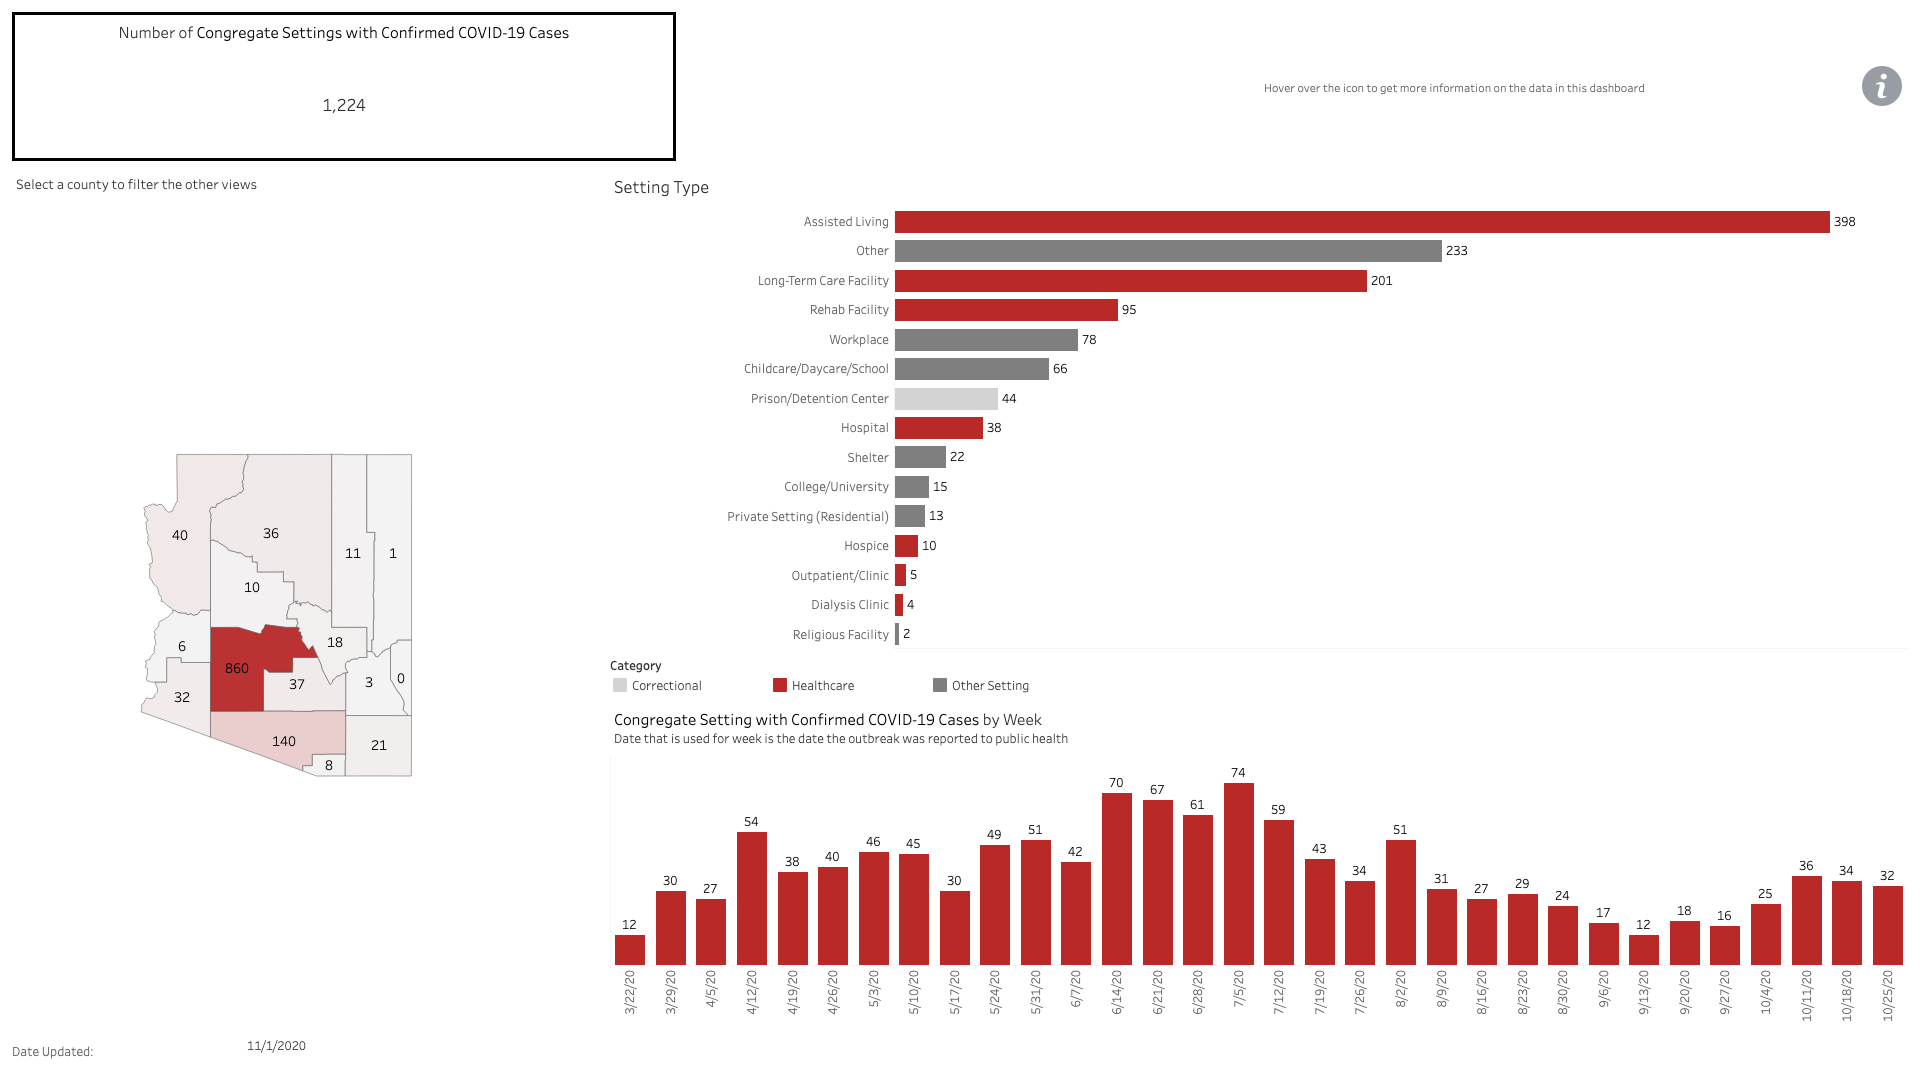 Number of Congregate Settings with Confirmed COVID-19 Cases
1,224
Hover over the icon to get more information on the data in this dashboard
i
Select a county to filter the other views
40
36
11
1
10
6
18
860
37
3
0
32
140
21
8
Setting Type
Assisted Living 398
Other 233
Long-Term Care Facility 201
Rehab Facility 95
Workplace 78
Childcare/Daycare/School 66
Prison/Detention Center 44
Hospital 38
Shelter 22
College/University 15
Private Setting (Residential) 13
Hospice 10
Outpatient/Clinic 5
Dialysis Clinic 4
Religious Facility 2
Category
Correctional Healthcare Other Setting
Congregate Setting with Confirmed COVID-19 Cases by Week
Date that is used for week is the date the outbreak was reported to public health
12 30 27 54 38 40 46 45 30 49 51 42 70 67 61 74 59 43 34 51 31 27 29 24 17 12 18 16 25 36 34 32
3/22/20 3/29/20 4/5/20 4/12/20 4/19/20 4/26/20 5/3/20 5/10/20 5/17/20 5/24/20 5/31/20 6/7/20 6/14/20 6/21/20 6/28/20 7/5/20 7/12/20 7/19/20 7/26/20 8/2/20 8/9/20 8/16/20 8/23/20 8/30/20 9/6/20 9/13/20 9/20/20 9/27/20 10/4/20 10/11/20 10/18/20 10/25/20
Date Updated: 11/1/2020